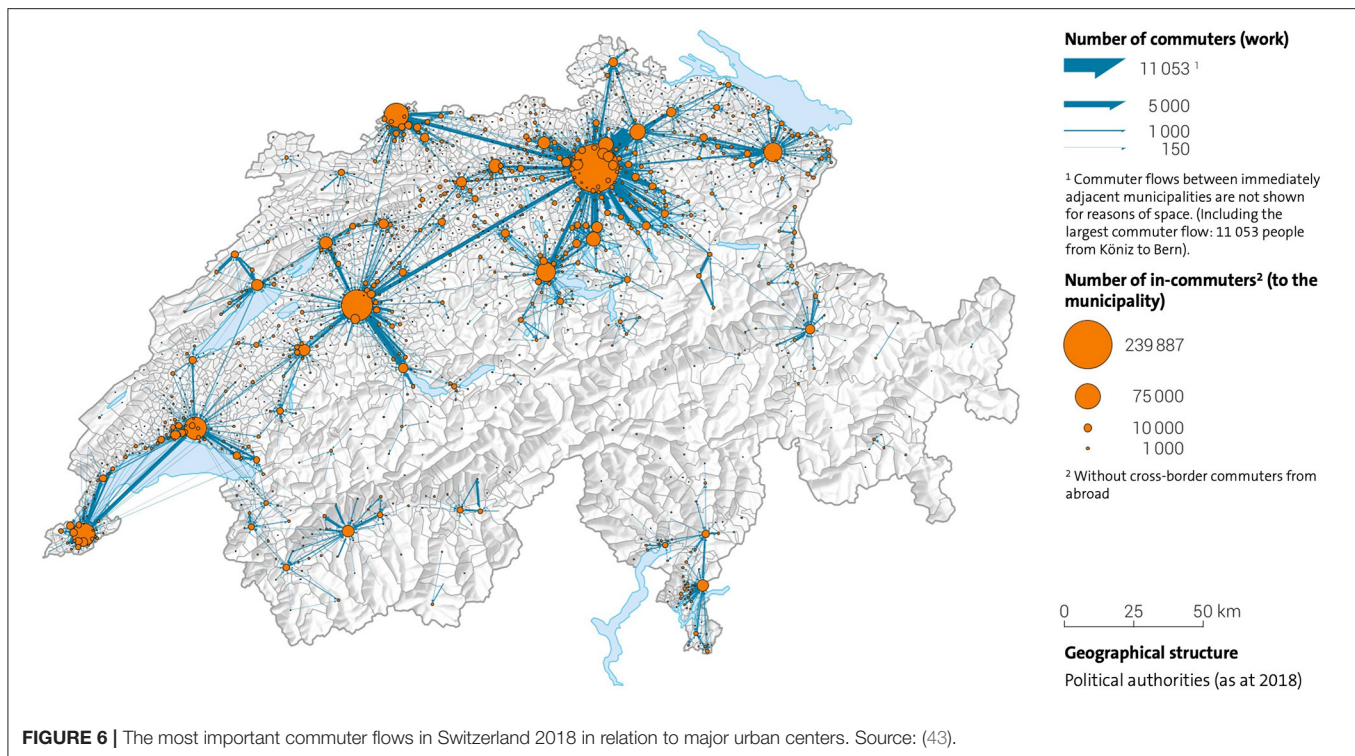 Number of commuters (work)
11 053 ¹
5 000
1 000
150
¹ Commuter flows between immediately
adjacent municipalities are not shown
for reasons of space. (Including the
largest commuter flow: 11 053 people
from Köniz to Bern).
Number of in-commuters² (to the
municipality)
239 887
75 000
10 000
1 000
² Without cross-border commuters from
abroad
0 25 50 km
Geographical structure
Political authorities (as at 2018)
FIGURE 6 | The most important commuter flows in Switzerland 2018 in relation to major urban centers. Source: (43).